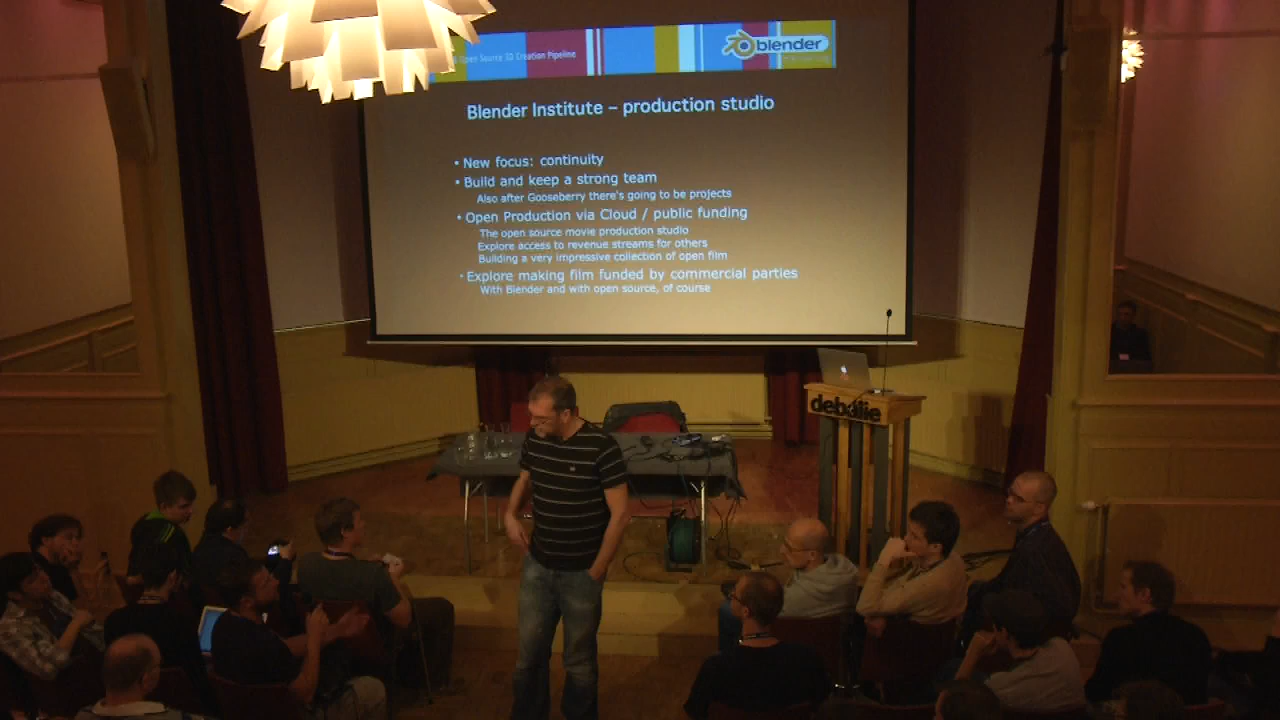 Open Source 3D Creation Pipeline
blender
Blender Institute – production studio
• New focus: continuity
• Build and keep a strong team
Also after Gooseberry there's going to be projects
• Open Production via Cloud / public funding
The open source movie production studio
Explore access to revenue streams for others
Building a very impressive collection of open film
• Explore making film funded by commercial parties
With Blender and with open source, of course
debalie